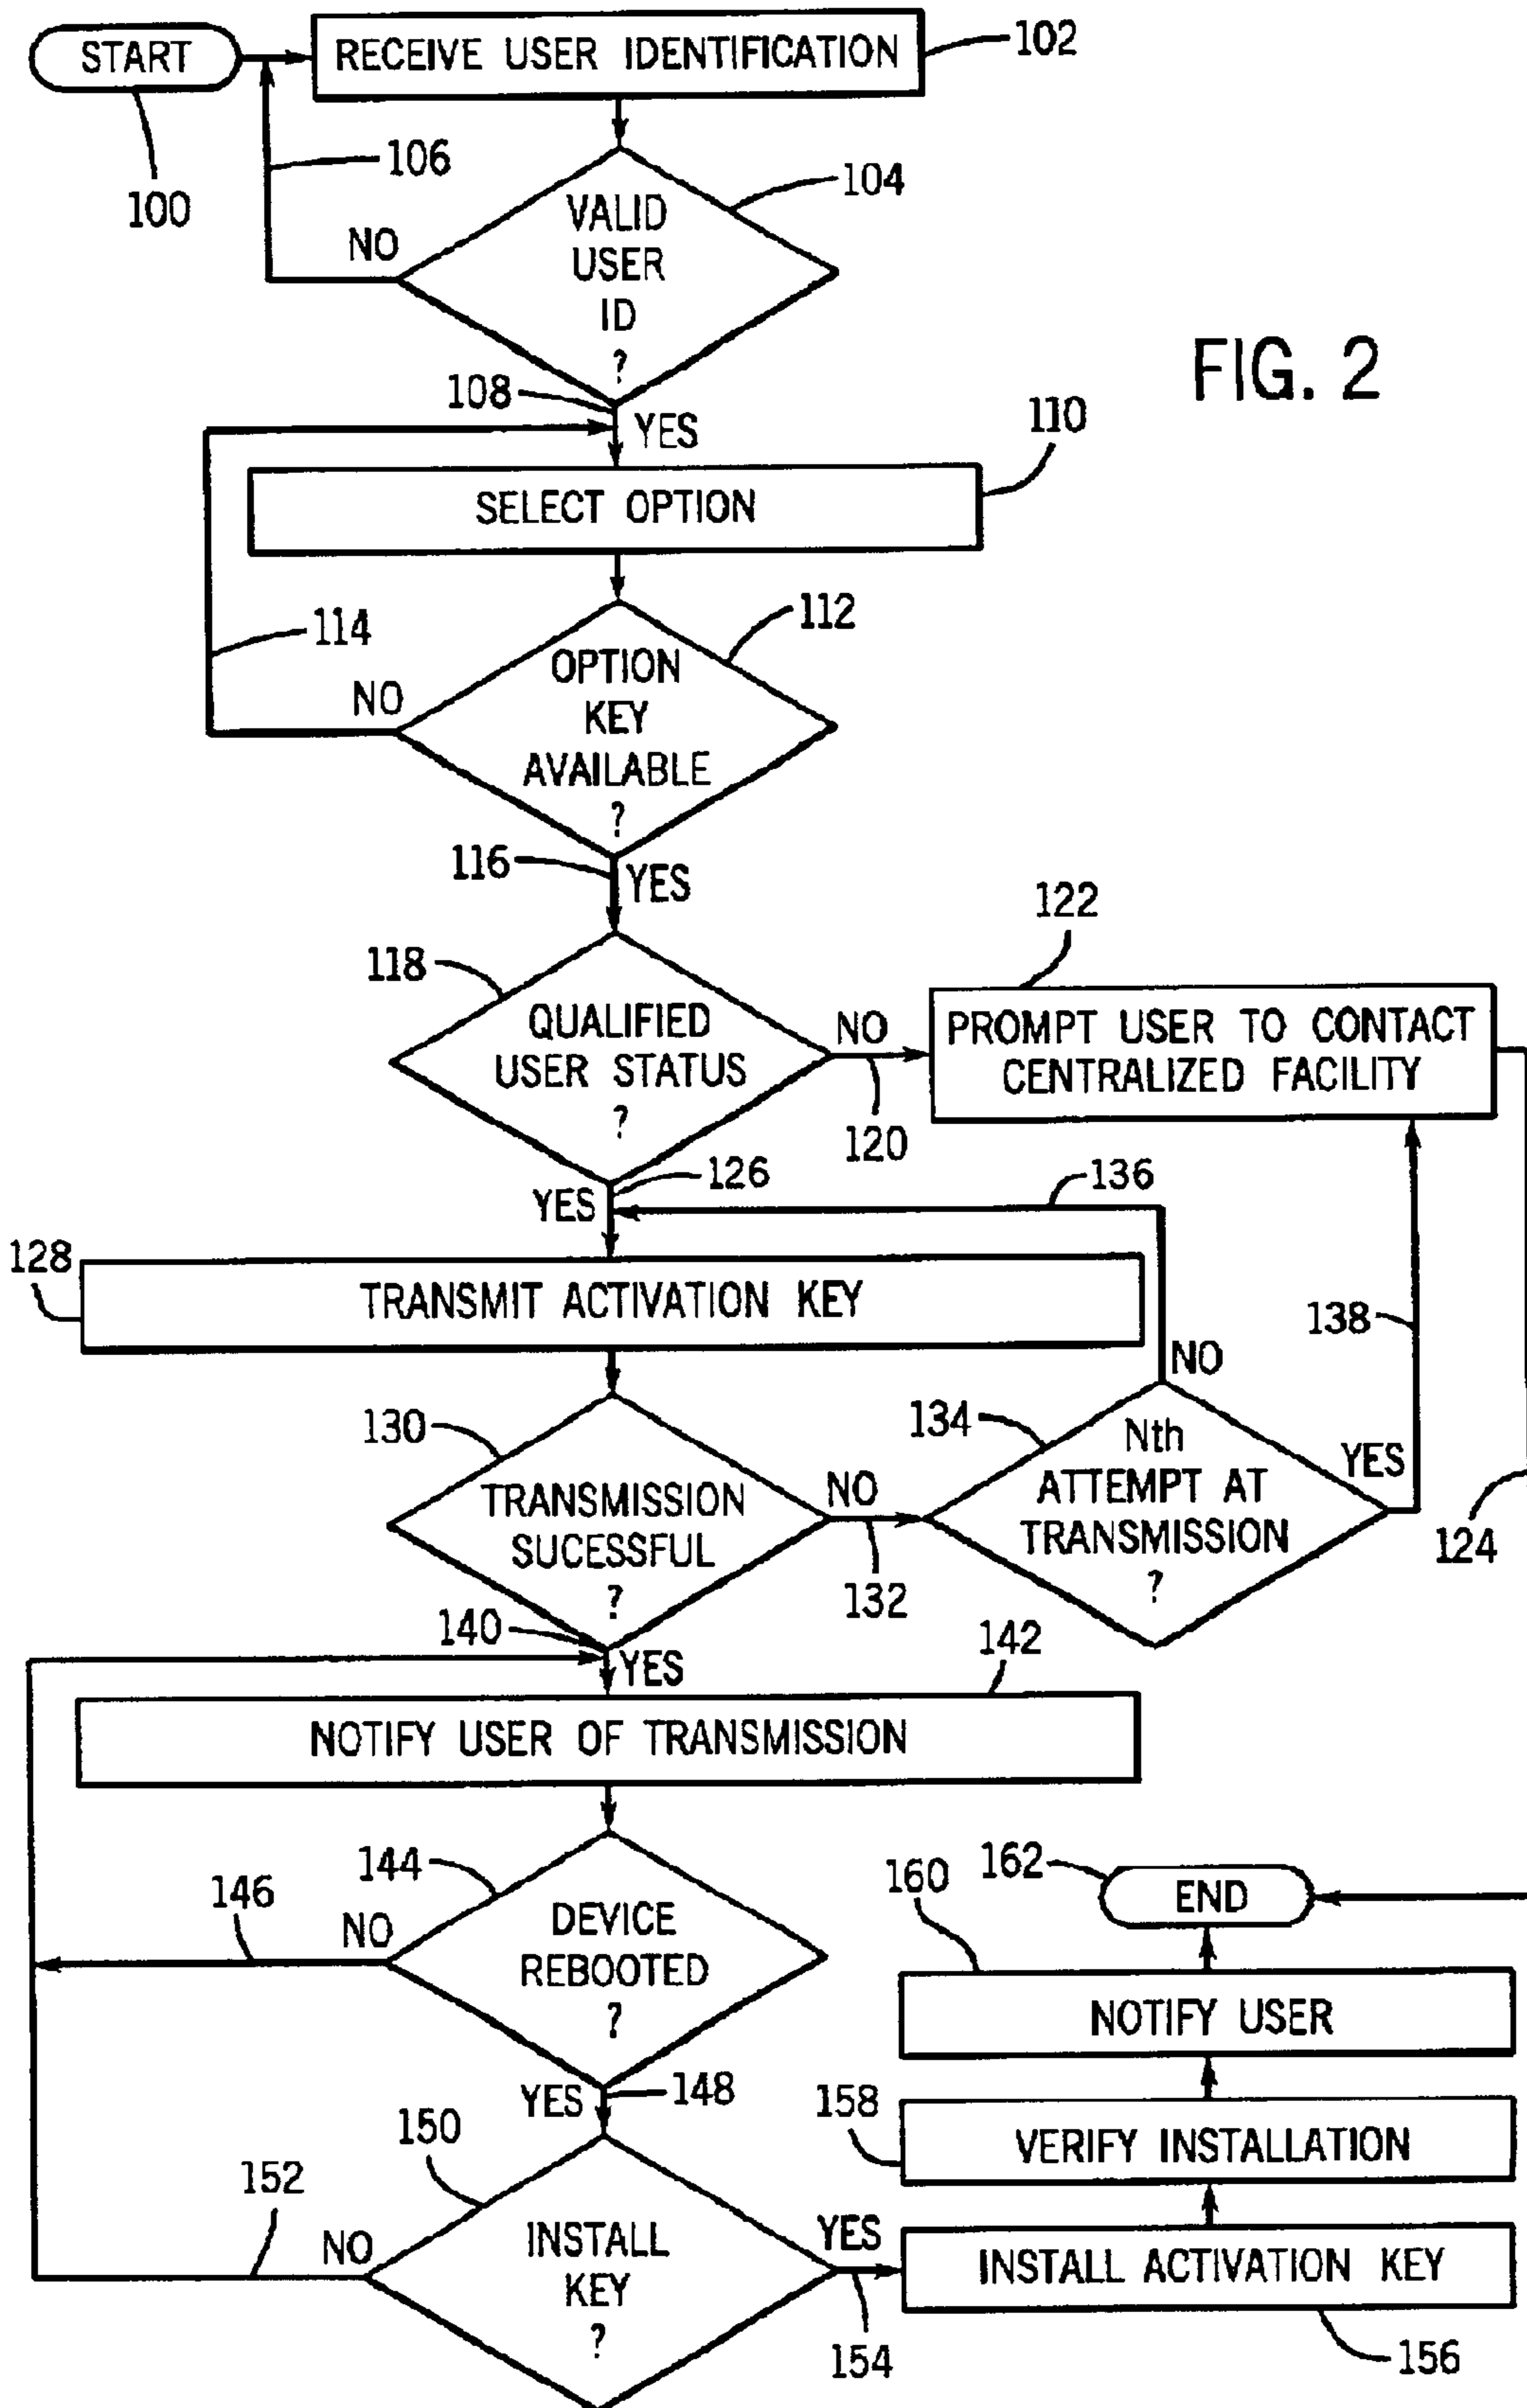 START
RECEIVE USER IDENTIFICATION
102
100
106
104
VALID
USER
ID
?
NO
FIG. 2
108
YES
110
SELECT OPTION
112
114
OPTION
KEY
AVAILABLE
?
NO
116
YES
118
QUALIFIED
USER STATUS
?
NO
120
122
PROMPT USER TO CONTACT
CENTRALIZED FACILITY
126
YES
136
128
TRANSMIT ACTIVATION KEY
138
NO
130
TRANSMISSION
SUCESSFUL
?
NO
132
134
Nth
ATTEMPT AT
TRANSMISSION
?
YES
124
140
YES
142
NOTIFY USER OF TRANSMISSION
144
146
NO
DEVICE
REBOOTED
?
160
162
END
NOTIFY USER
YES
148
158
VERIFY INSTALLATION
150
152
NO
INSTALL
KEY
?
YES
154
INSTALL ACTIVATION KEY
156